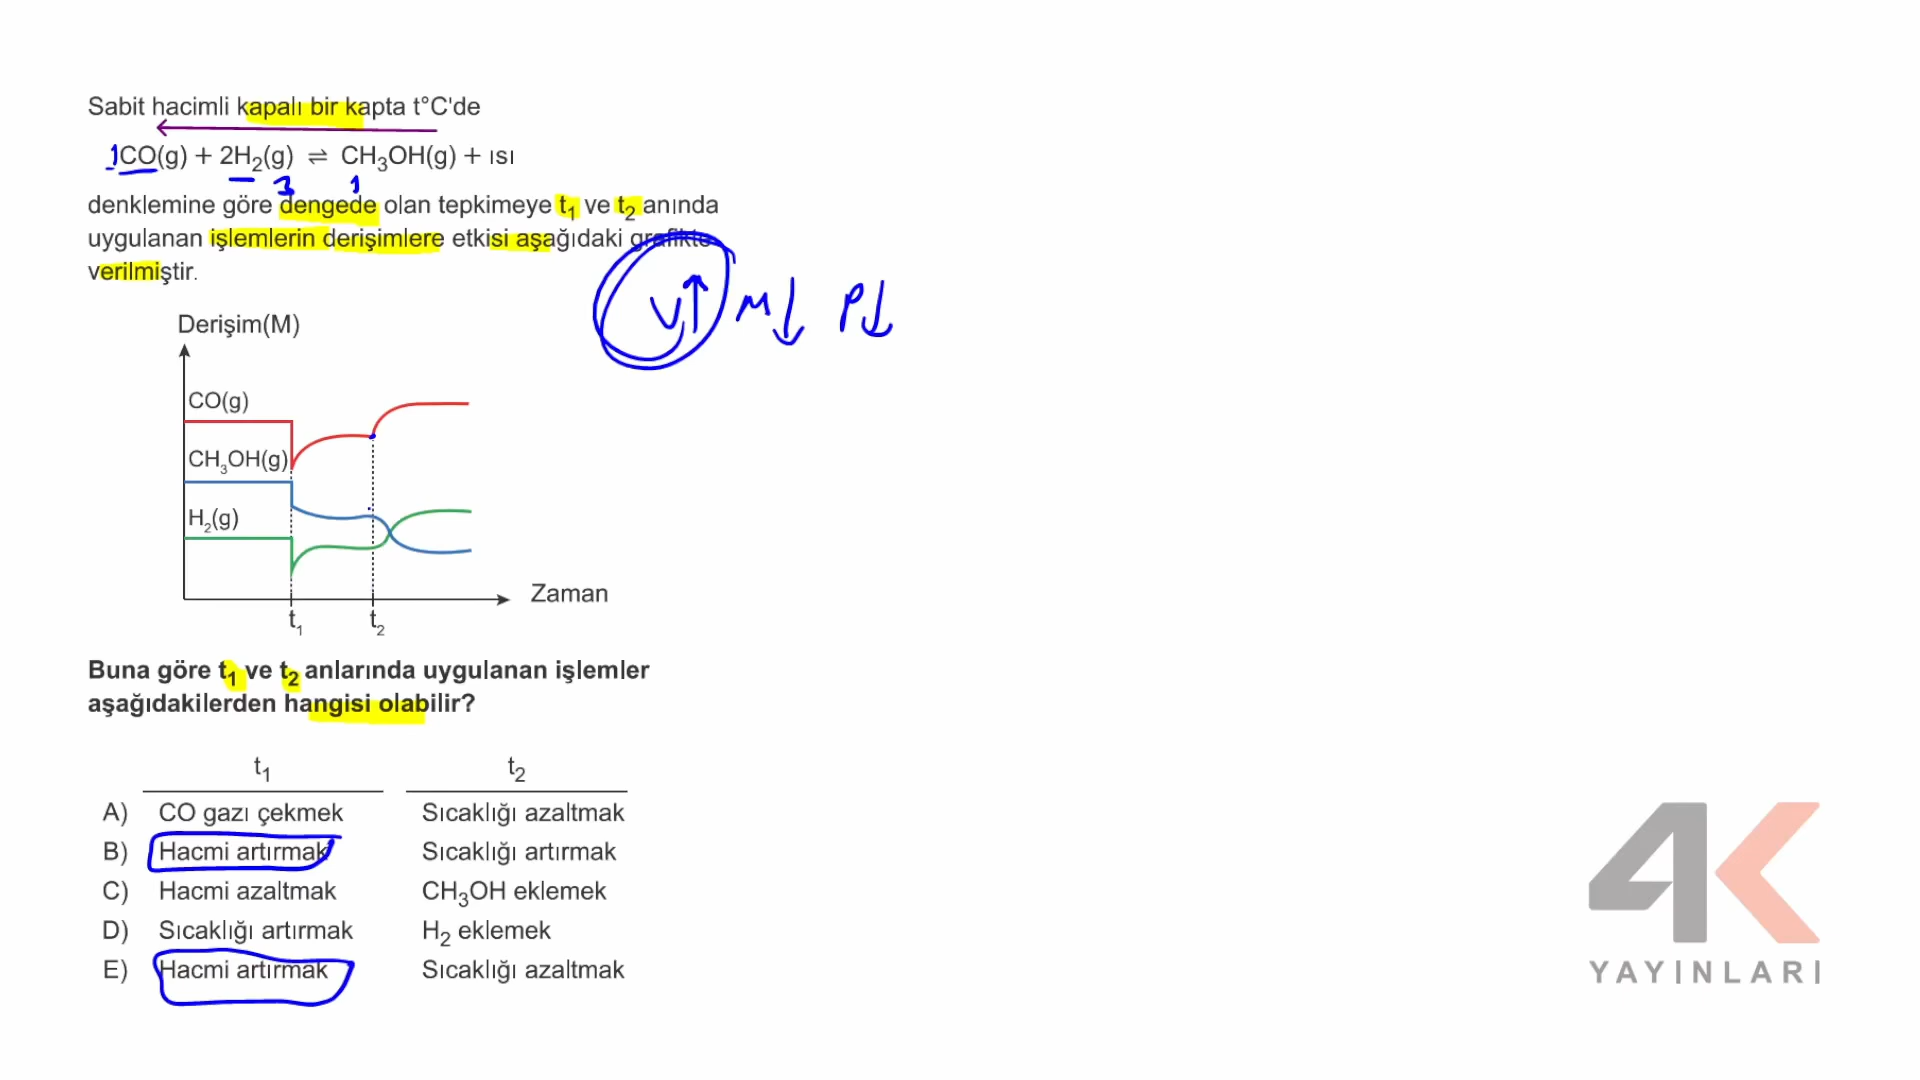 Sabit hacimli kapalı bir kapta t°C'de
1CO(g) + 2H₂(g) ⇌ CH₃OH(g) + ısı
3 1
denklemine göre dengede olan tepkimeye t₁ ve t₂ anında
uygulanan işlemlerin derişimlere etkisi aşağıdaki grafikte
verilmiştir.
V↑ M↓ P↓
Derişim(M)
CO(g)
CH₃OH(g)
H₂(g)
Zaman
t₁ t₂
Buna göre t₁ ve t₂ anlarında uygulanan işlemler
aşağıdakilerden hangisi olabilir?
t₁ t₂
A) CO gazı çekmek Sıcaklığı azaltmak
B) Hacmi artırmak Sıcaklığı artırmak
C) Hacmi azaltmak CH₃OH eklemek
D) Sıcaklığı artırmak H₂ eklemek
E) Hacmi artırmak Sıcaklığı azaltmak
4K
YAYINLARI